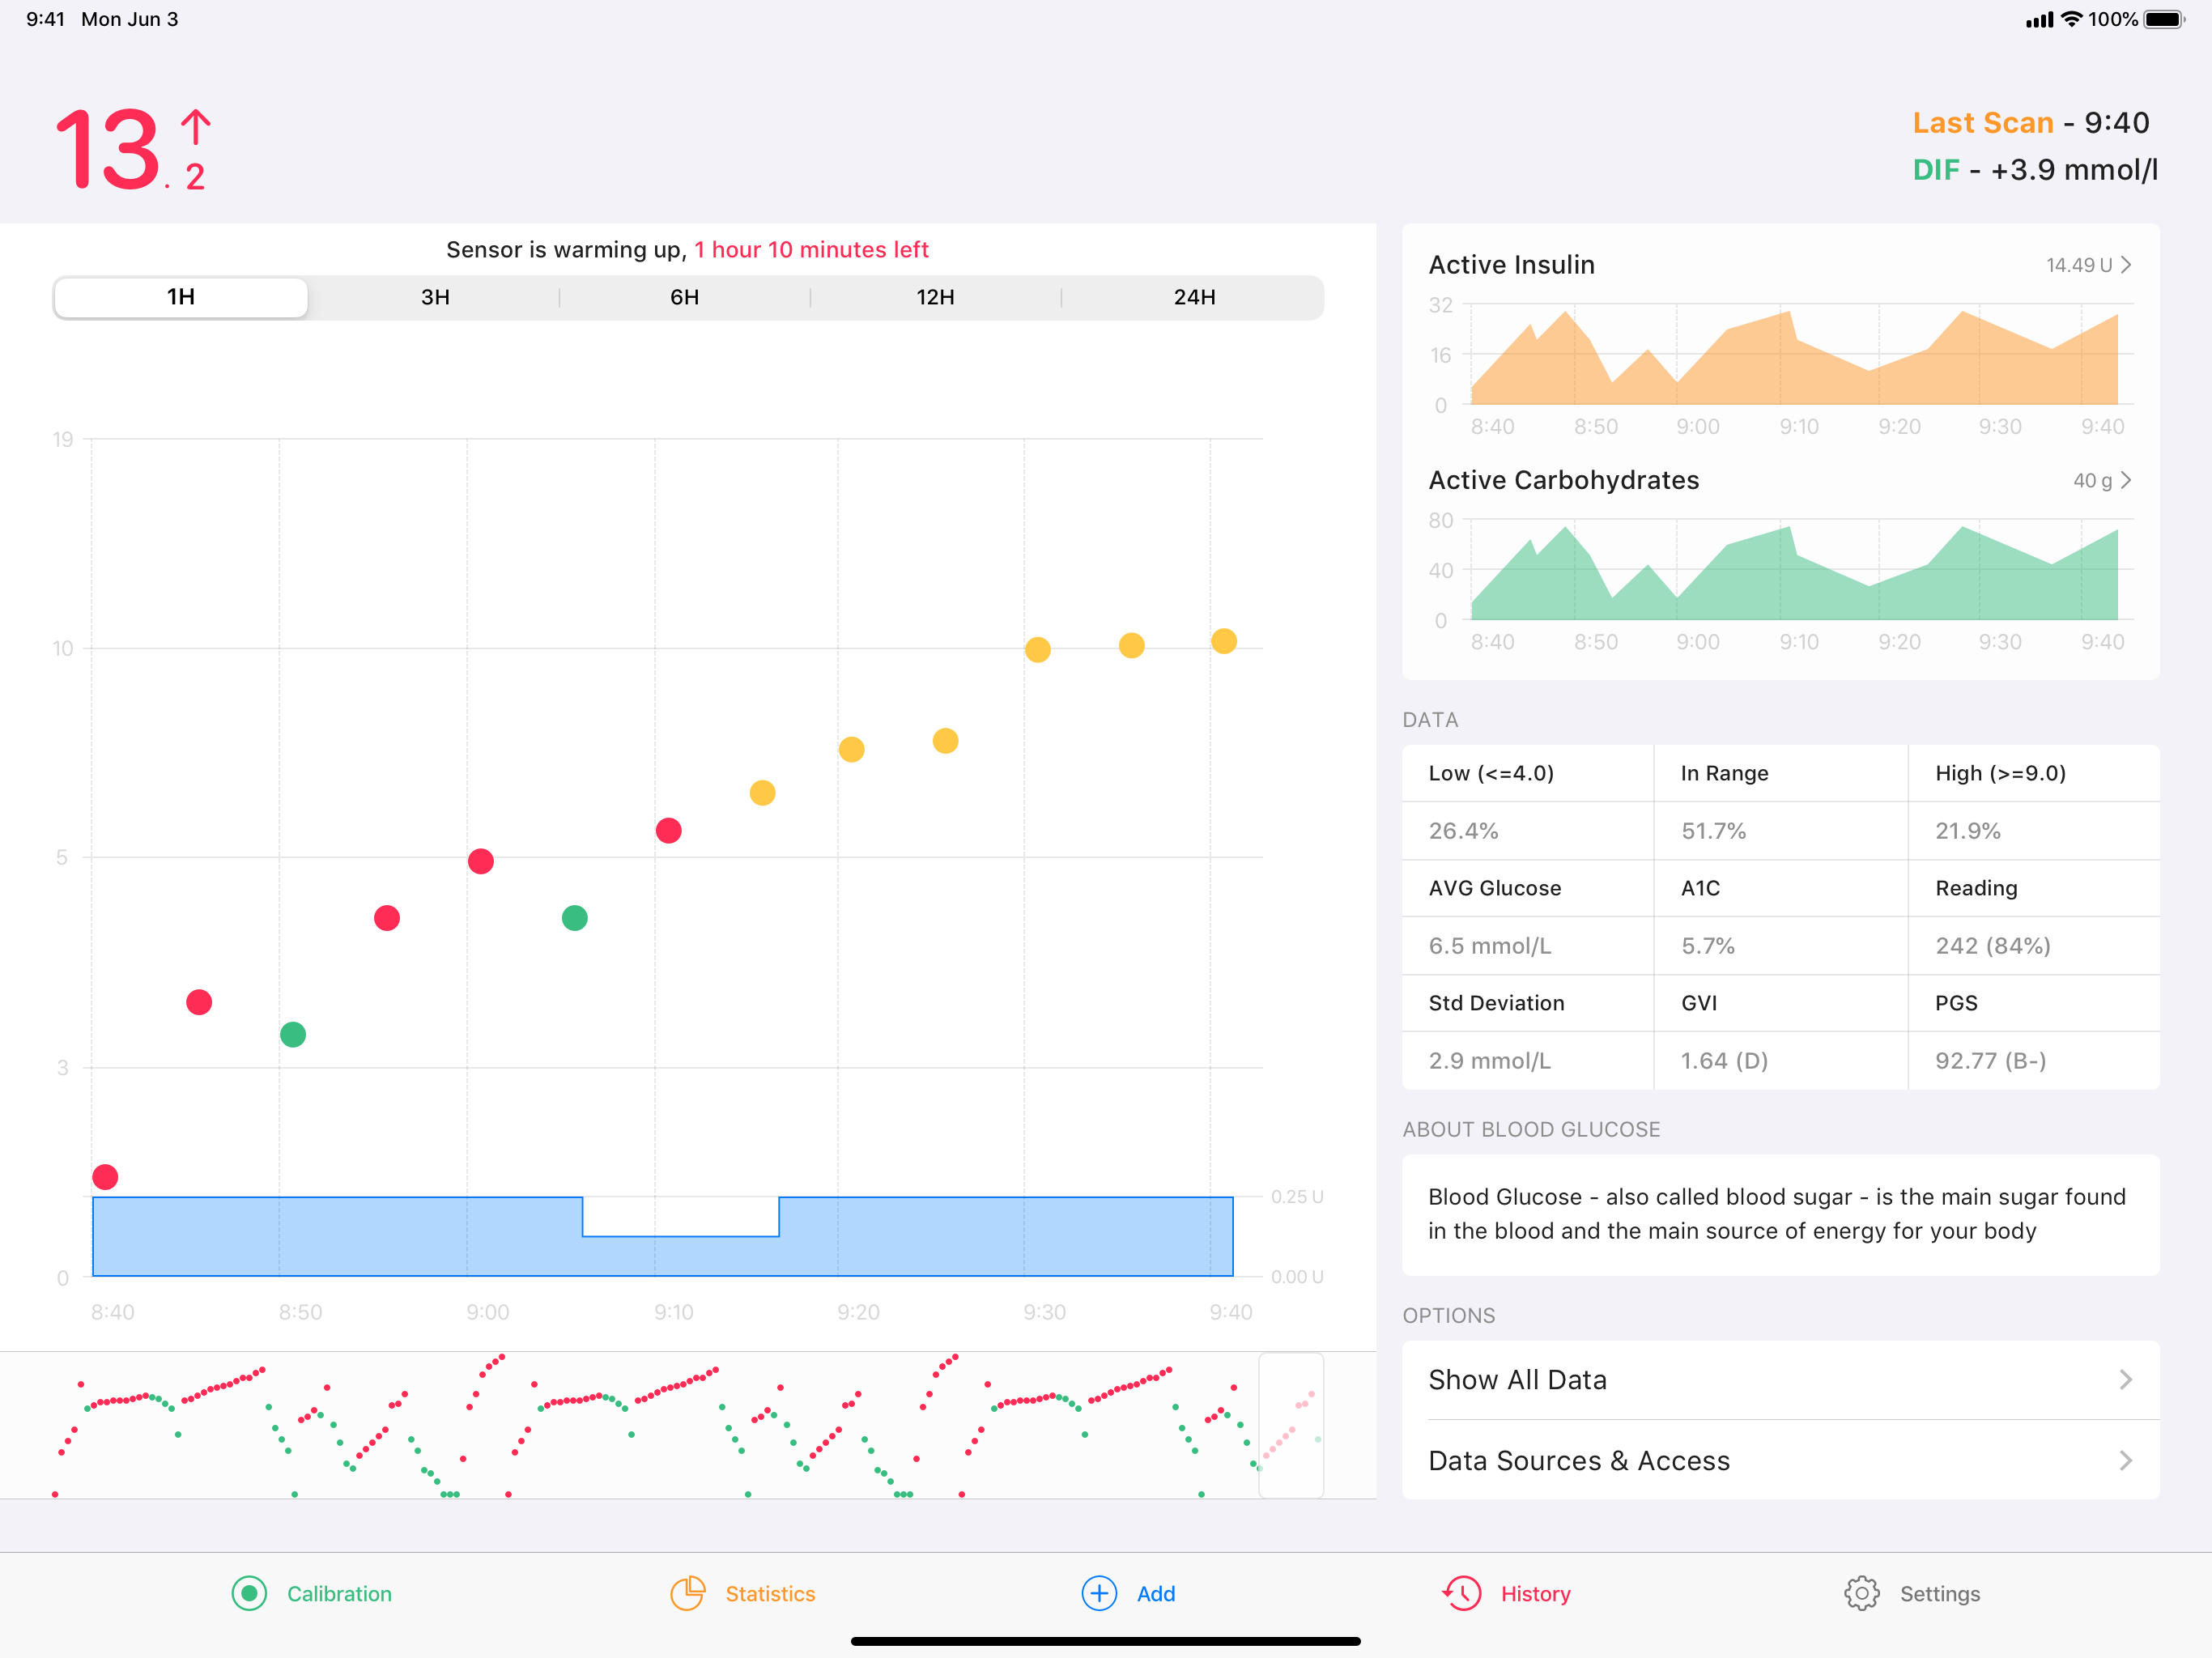 9:41 Mon Jun 3
100%
13.2
Last Scan - 9:40
DIF - +3.9 mmol/l
Sensor is warming up, 1 hour 10 minutes left
1H 3H 6H 12H 24H
19
10
5
3
0
0.25 U
0.00 U
8:40 8:50 9:00 9:10 9:20 9:30 9:40
Active Insulin 14.49 U
32
16
0
8:40 8:50 9:00 9:10 9:20 9:30 9:40
Active Carbohydrates 40 g
80
40
0
8:40 8:50 9:00 9:10 9:20 9:30 9:40
DATA
Low (<=4.0) In Range High (>=9.0)
26.4% 51.7% 21.9%
AVG Glucose A1C Reading
6.5 mmol/L 5.7% 242 (84%)
Std Deviation GVI PGS
2.9 mmol/L 1.64 (D) 92.77 (B-)
ABOUT BLOOD GLUCOSE
Blood Glucose - also called blood sugar - is the main sugar found
in the blood and the main source of energy for your body
OPTIONS
Show All Data
Data Sources & Access
Calibration Statistics Add History Settings